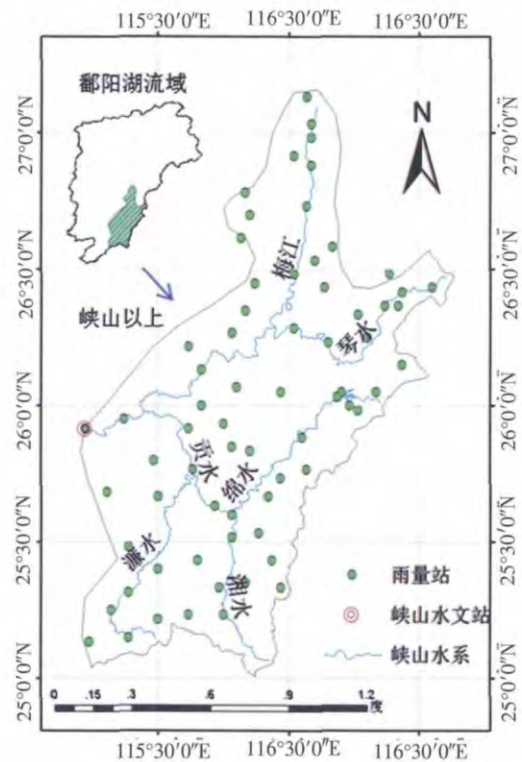 115°30′0″E 116°30′0″E
鄱阳湖流域
N
27°0′0″N
27°0′0″N
梅江
26°30′0″N
26°30′0″N
峡山以上
琴水
26°0′0″N
26°0′0″N
贡水
绵水
25°30′0″N
25°30′0″N
濂水
湘水
雨量站
峡山水文站
峡山水系
25°0′0″N
25°0′0″N
0 .15 .3 .6 .9 1.2
度
115°30′0″E 116°30′0″E 116°30′0″E